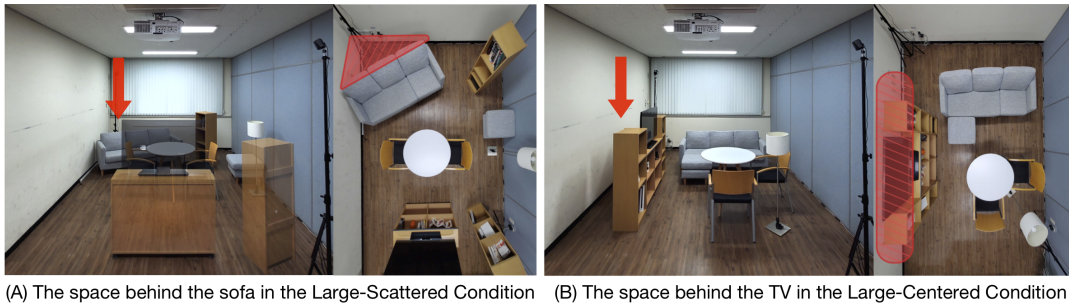 (A) The space behind the sofa in the Large-Scattered Condition
(B) The space behind the TV in the Large-Centered Condition